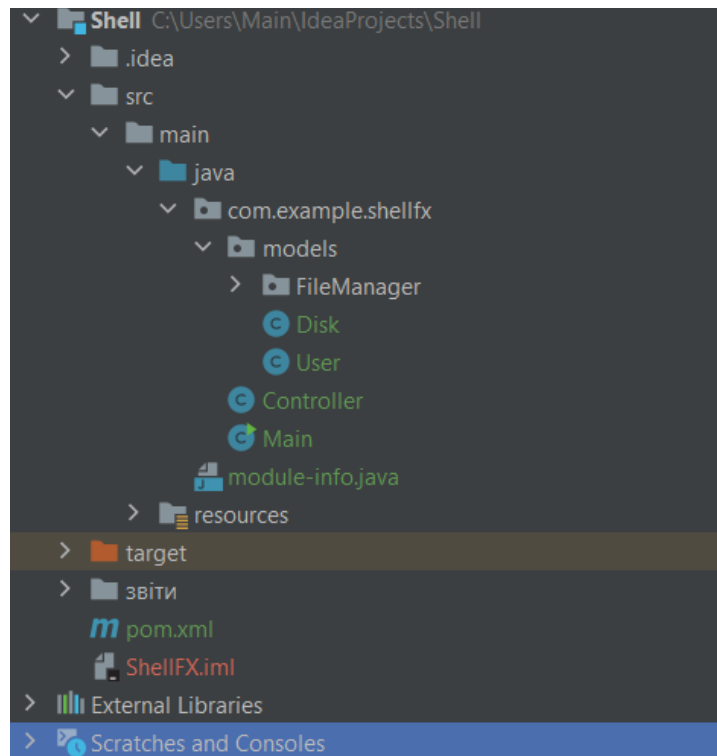 Shell C:\Users\Main\IdeaProjects\Shell
.idea
src
main
java
com.example.shellfx
models
FileManager
Disk
User
Controller
Main
module-info.java
resources
target
звіти
pom.xml
ShellFX.iml
External Libraries
Scratches and Consoles